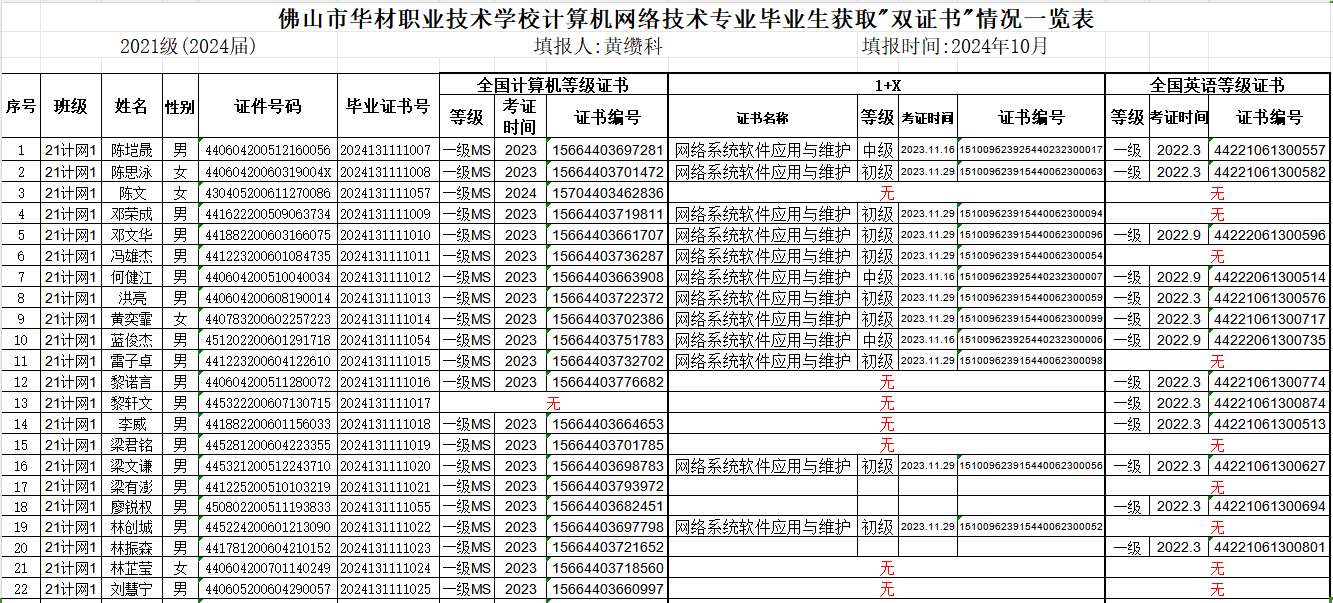 佛山市华材职业技术学校计算机网络技术专业毕业生获取"双证书"情况一览表
2021级(2024届) 填报人:黄缵科 填报时间:2024年10月
序号 班级 姓名 性别 证件号码 毕业证书号 全国计算机等级证书 1+X 全国英语等级证书
等级 考证时间 证书编号 证书名称 等级 考证时间 证书编号 等级 考证时间 证书编号
1 21计网1 陈垲晟 男 440604200512160056 2024131111007 一级MS 2023 15664403697281 网络系统软件应用与维护 中级 2023.11.16 151009623925440232300017 一级 2022.3 44221061300557
2 21计网1 陈思泳 女 44060420060319004X 2024131111008 一级MS 2023 15664403701472 网络系统软件应用与维护 初级 2023.11.29 151009623915440062300063 一级 2022.3 44221061300582
3 21计网1 陈文 女 430405200611270086 2024131111057 一级MS 2024 15704403462836 无 无
4 21计网1 邓荣成 男 441622200509063734 2024131111009 一级MS 2023 15664403719811 网络系统软件应用与维护 初级 2023.11.29 151009623915440062300094 无
5 21计网1 邓文华 男 441882200603166075 2024131111010 一级MS 2023 15664403661707 网络系统软件应用与维护 初级 2023.11.29 151009623915440062300096 一级 2022.9 44222061300596
6 21计网1 冯雄杰 男 441223200601084735 2024131111011 一级MS 2023 15664403736287 网络系统软件应用与维护 初级 2023.11.29 151009623915440062300054 无
7 21计网1 何健江 男 440604200510040034 2024131111012 一级MS 2023 15664403663908 网络系统软件应用与维护 中级 2023.11.16 151009623925440232300007 一级 2022.9 44222061300514
8 21计网1 洪亮 男 440604200608190014 2024131111013 一级MS 2023 15664403722372 网络系统软件应用与维护 初级 2023.11.29 151009623915440062300059 一级 2022.3 44221061300576
9 21计网1 黄奕霏 女 440783200602257223 2024131111014 一级MS 2023 15664403702386 网络系统软件应用与维护 初级 2023.11.29 151009623915440062300099 一级 2022.3 44221061300717
10 21计网1 蓝俊杰 男 451202200601291718 2024131111054 一级MS 2023 15664403751783 网络系统软件应用与维护 中级 2023.11.16 151009623925440232300006 一级 2022.9 44222061300735
11 21计网1 雷子卓 男 441223200604122610 2024131111015 一级MS 2023 15664403732702 网络系统软件应用与维护 初级 2023.11.29 151009623915440062300098 无
12 21计网1 黎诺言 男 440604200511280072 2024131111016 一级MS 2023 15664403776682 无 一级 2022.3 44221061300774
13 21计网1 黎轩文 男 445322200607130715 2024131111017 无 无 一级 2022.3 44221061300874
14 21计网1 李威 男 441882200601156033 2024131111018 一级MS 2023 15664403664653 无 一级 2022.3 44221061300513
15 21计网1 梁君铭 男 445281200604223355 2024131111019 一级MS 2023 15664403701785 无 无
16 21计网1 梁文谦 男 445321200512243710 2024131111020 一级MS 2023 15664403698783 网络系统软件应用与维护 初级 2023.11.29 151009623915440062300056 一级 2022.3 44221061300627
17 21计网1 梁有澎 男 441225200510103219 2024131111021 一级MS 2023 15664403793972 无
18 21计网1 廖锐权 男 450802200511193833 2024131111055 一级MS 2023 15664403682451 一级 2022.3 44221061300694
19 21计网1 林创城 男 445224200601213090 2024131111022 一级MS 2023 15664403697798 网络系统软件应用与维护 初级 2023.11.29 151009623915440062300052 无
20 21计网1 林振森 男 441781200604210152 2024131111023 一级MS 2023 15664403721652 一级 2022.3 44221061300801
21 21计网1 林芷莹 女 440604200701140249 2024131111024 一级MS 2023 15664403718560 无 无
22 21计网1 刘慧宁 男 440605200604290057 2024131111025 一级MS 2023 15664403660997 无 无